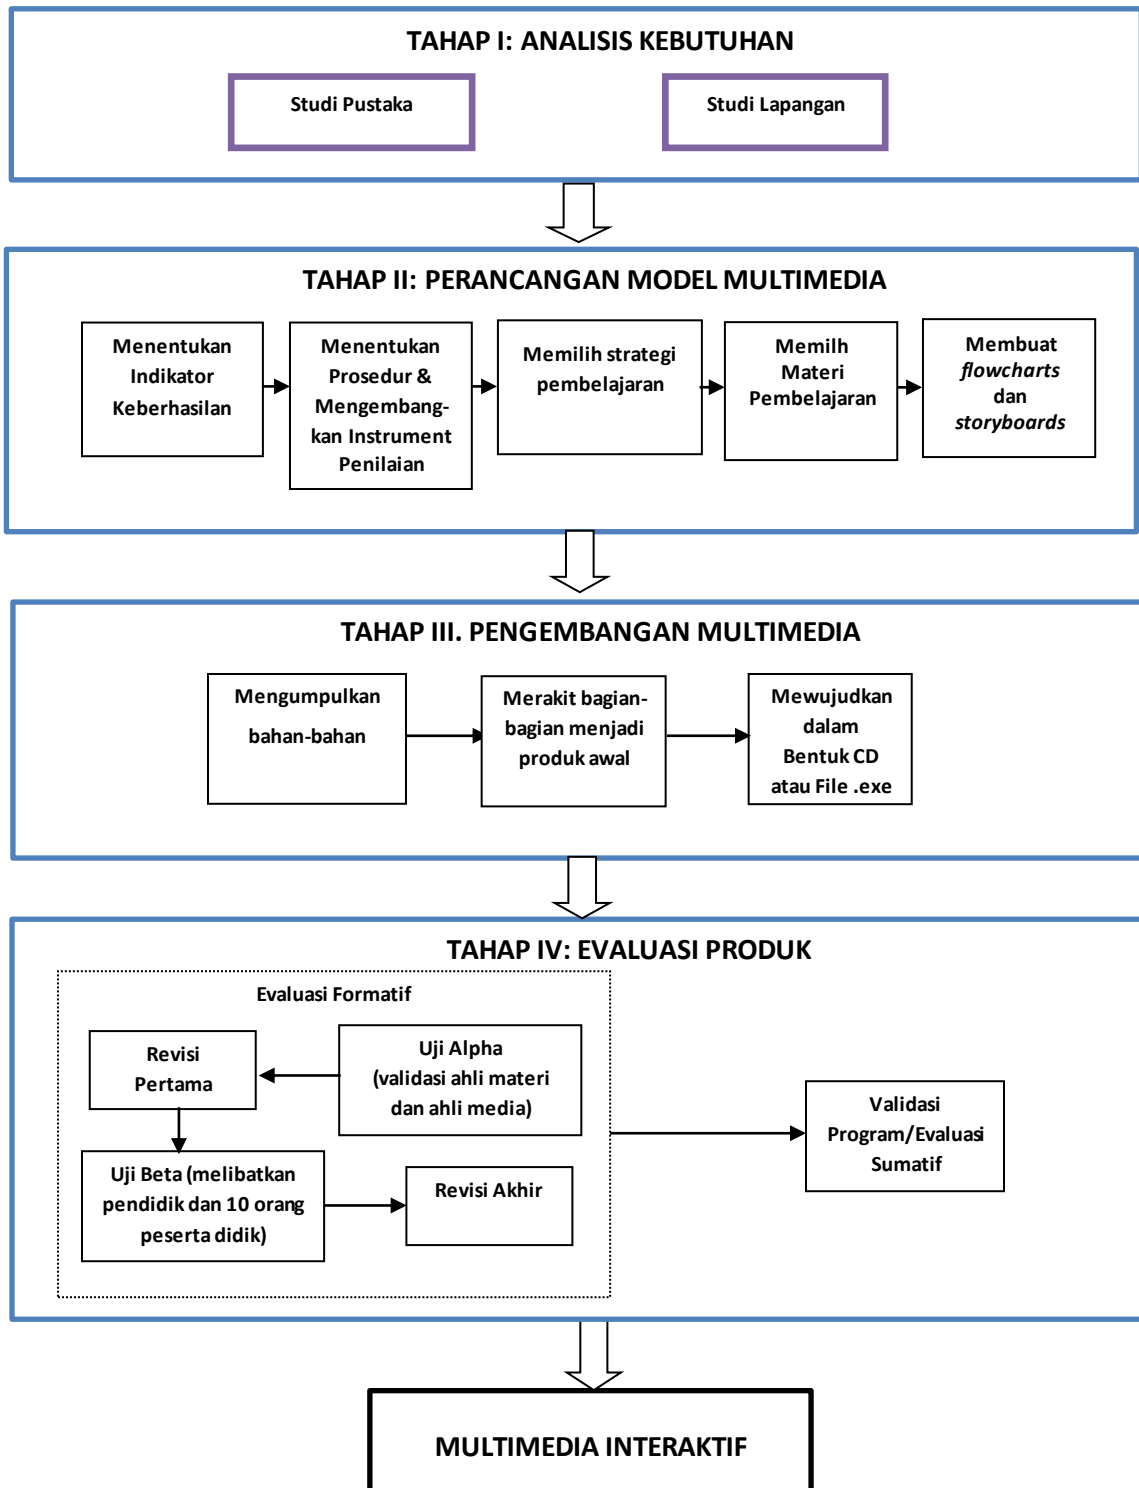 TAHAP I: ANALISIS KEBUTUHAN
Studi Pustaka
Studi Lapangan
TAHAP II: PERANCANGAN MODEL MULTIMEDIA
Menentukan
Indikator
Keberhasilan
Menentukan
Prosedur &
Mengembang-
kan Instrument
Penilaian
Memilih strategi
pembelajaran
Memilh
Materi
Pembelajaran
Membuat
flowcharts
dan
storyboards
TAHAP III. PENGEMBANGAN MULTIMEDIA
Mengumpulkan
bahan-bahan
Merakit bagian-
bagian menjadi
produk awal
Mewujudkan
dalam
Bentuk CD
atau File .exe
TAHAP IV: EVALUASI PRODUK
Evaluasi Formatif
Revisi
Pertama
Uji Alpha
(validasi ahli materi
dan ahli media)
Uji Beta (melibatkan
pendidik dan 10 orang
peserta didik)
Revisi Akhir
Validasi
Program/Evaluasi
Sumatif
MULTIMEDIA INTERAKTIF